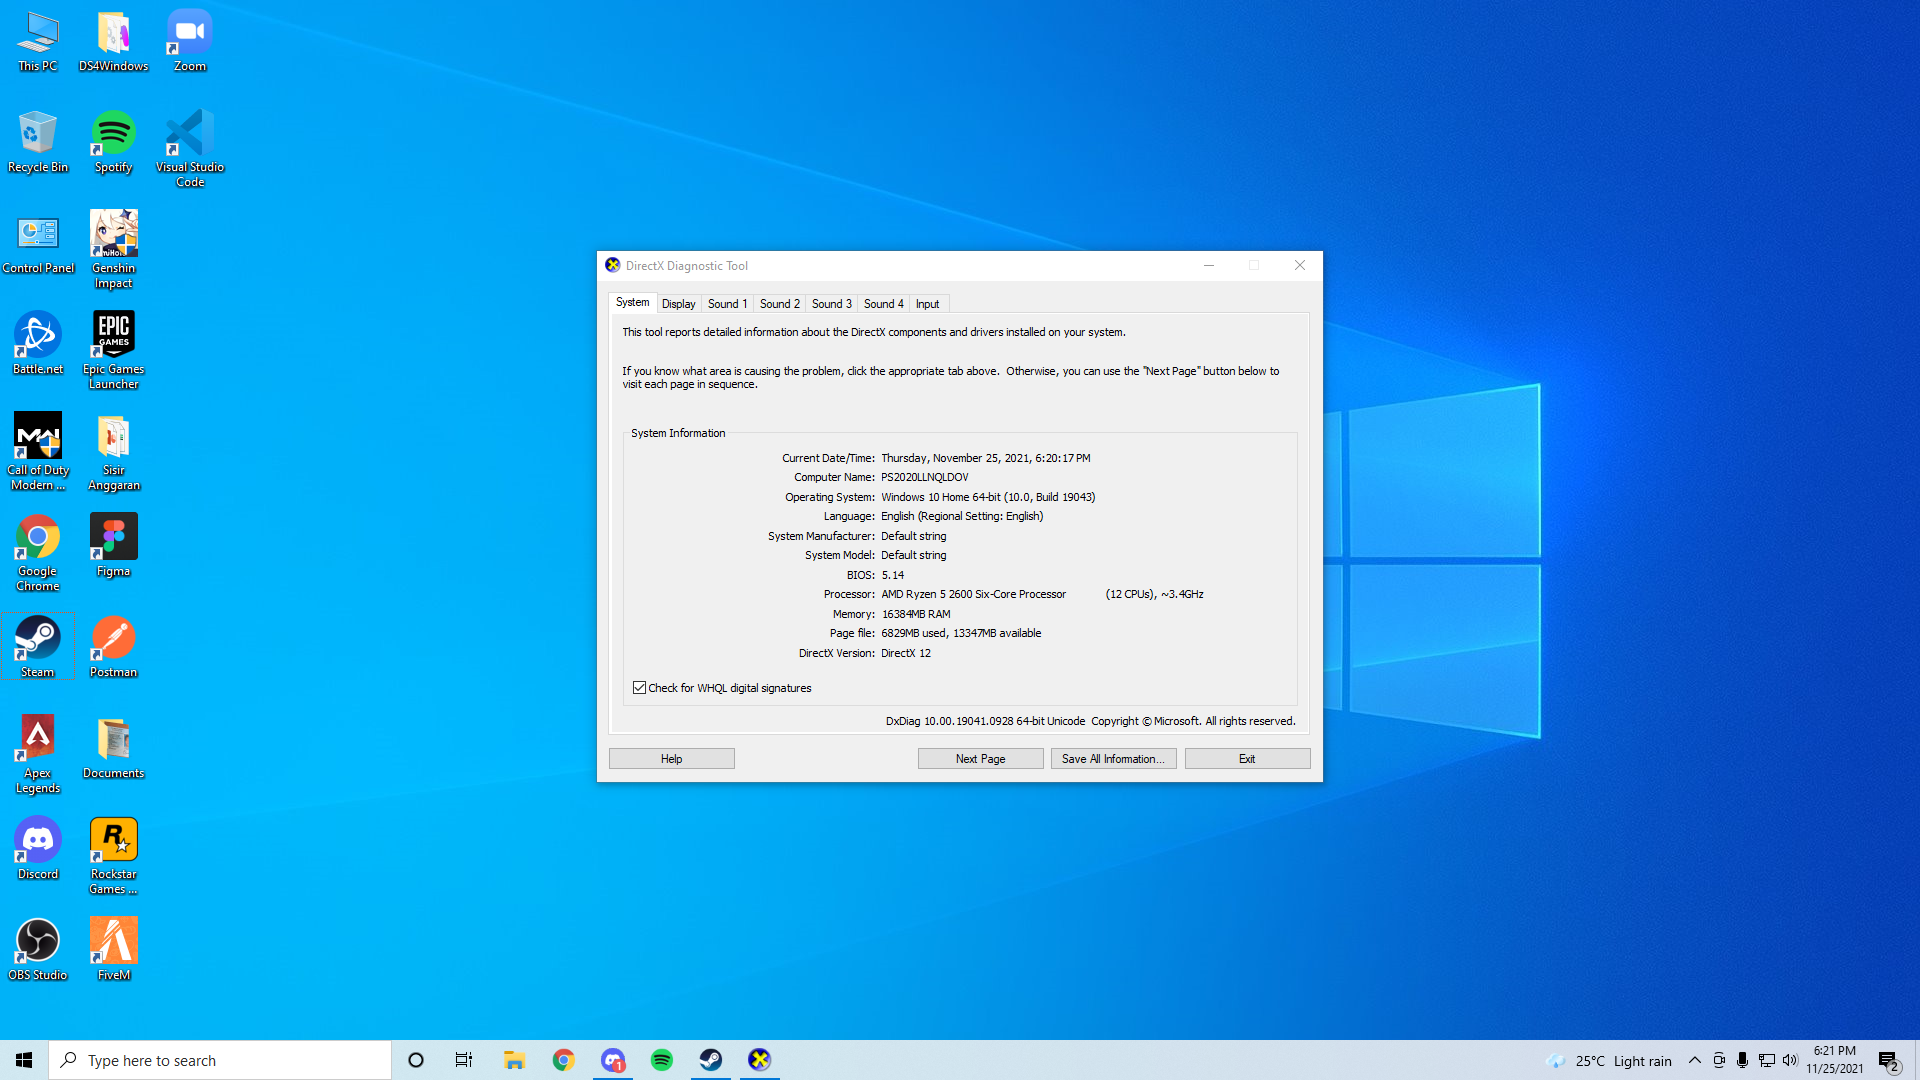 This PC
DS4Windows
Zoom
Recycle Bin
Spotify
Visual Studio
Code
Control Panel
Genshin
Impact
Battle.net
EPIC
GAMES
Epic Games
Launcher
Call of Duty
Modern ...
Sisir
Anggaran
Google
Chrome
Figma
Steam
Postman
Apex
Legends
Documents
Discord
Rockstar
Games ...
OBS Studio
FiveM
DirectX Diagnostic Tool
System Display Sound 1 Sound 2 Sound 3 Sound 4 Input
This tool reports detailed information about the DirectX components and drivers installed on your system.
If you know what area is causing the problem, click the appropriate tab above. Otherwise, you can use the "Next Page" button below to
visit each page in sequence.
System Information
Current Date/Time: Thursday, November 25, 2021, 6:20:17 PM
Computer Name: PS2020LLNQLDOV
Operating System: Windows 10 Home 64-bit (10.0, Build 19043)
Language: English (Regional Setting: English)
System Manufacturer: Default string
System Model: Default string
BIOS: 5.14
Processor: AMD Ryzen 5 2600 Six-Core Processor (12 CPUs), ~3.4GHz
Memory: 16384MB RAM
Page file: 6829MB used, 13347MB available
DirectX Version: DirectX 12
Check for WHQL digital signatures
DxDiag 10.00.19041.0928 64-bit Unicode Copyright © Microsoft. All rights reserved.
Help Next Page Save All Information... Exit
Type here to search
1
25°C Light rain
6:21 PM
11/25/2021
2